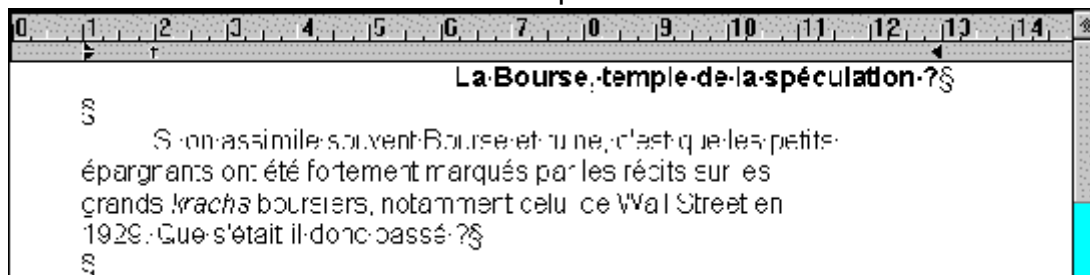 0 1 2 3 4 5 6 7 8 9 10 11 12 13 14
La·Bourse,·temple·de·la·spéculation·?§
§
Si·on·assimile·souvent·Bourse·et·ruine,·c'est·que·les·petits·
épargnants ont été fortement marqués par les récits sur les
grands krachs boursiers, notamment celui de Wall Street en
1929.·Que·s'était il·donc·passé·?§
§